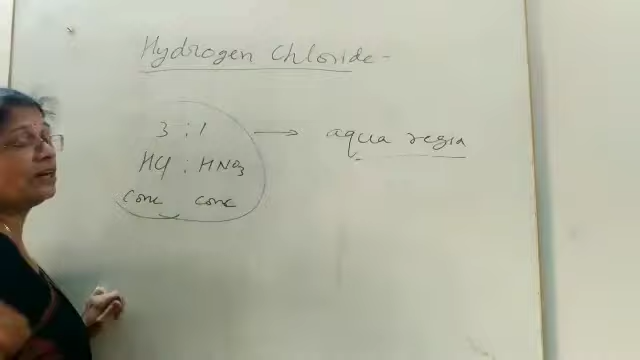 Hydrogen Chloride -
3 : 1 → aqua regia
HCl : HNO3
conc conc